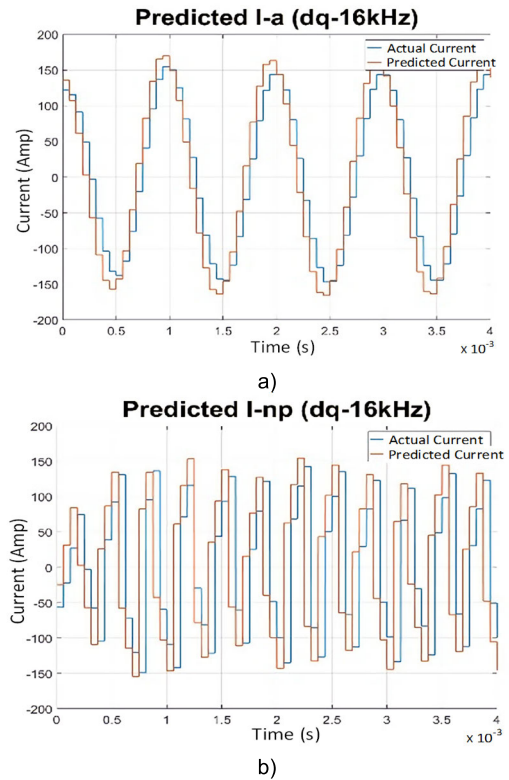 Predicted I-a (dq-16kHz)
200
150
100
50
0
-50
-100
-150
-200
Current (Amp)
Actual Current
Predicted Current
0
0.5
1
1.5
2
2.5
3
3.5
4
Time (s)
x 10⁻³
a)
Predicted I-np (dq-16kHz)
200
150
100
50
0
-50
-100
-150
-200
Current (Amp)
Actual Current
Predicted Current
0
0.5
1
1.5
2
2.5
3
3.5
4
Time (s)
x 10⁻³
b)